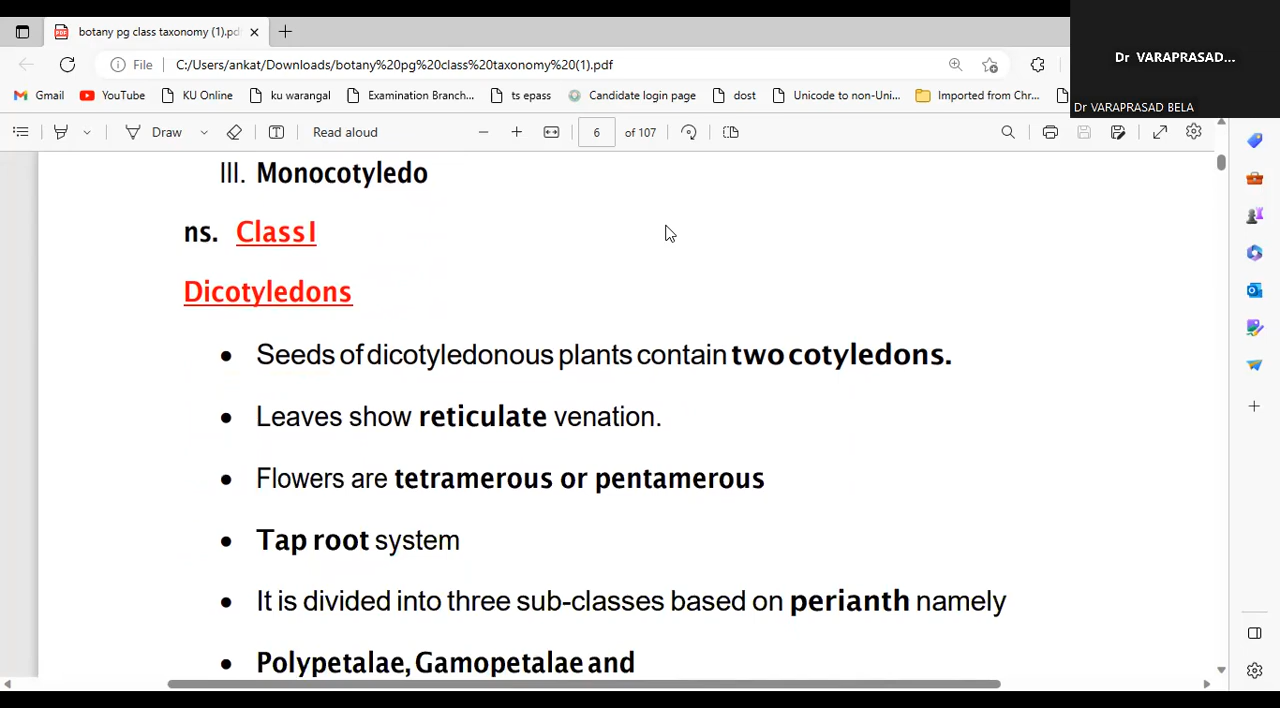 botany pg class taxonomy (1).pd
Dr VARAPRASAD...
File
C:/Users/ankat/Downloads/botany%20pg%20class%20taxonomy%20(1).pdf
Gmail YouTube KU Online ku warangal Examination Branch... ts epass Candidate login page dost Unicode to non-Uni... Imported from Chr...
Dr VARAPRASAD BELA
Draw Read aloud 6 of 107
III. Monocotyledo
ns. Class I
Dicotyledons
• Seeds of dicotyledonous plants contain two cotyledons.
• Leaves show reticulate venation.
• Flowers are tetramerous or pentamerous
• Tap root system
• It is divided into three sub-classes based on perianth namely
• Polypetalae, Gamopetalae and